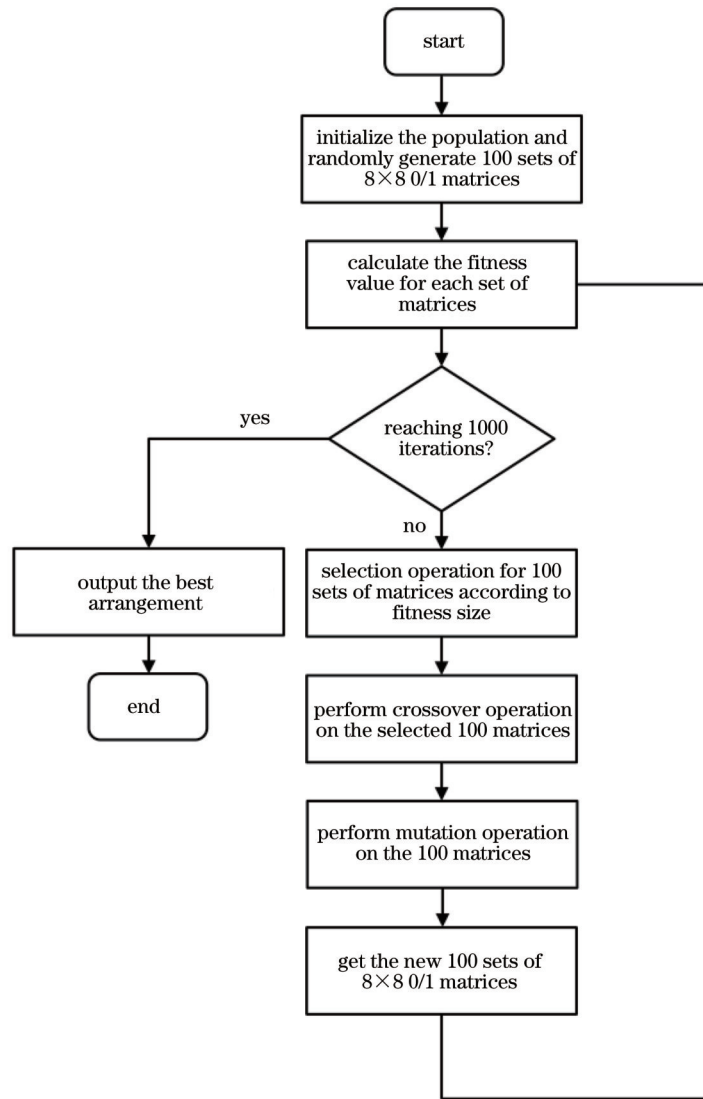 start
initialize the population and
randomly generate 100 sets of
8×8 0/1 matrices
calculate the fitness
value for each set of
matrices
reaching 1000
iterations?
yes
no
output the best
arrangement
end
selection operation for 100
sets of matrices according to
fitness size
perform crossover operation
on the selected 100 matrices
perform mutation operation
on the 100 matrices
get the new 100 sets of
8×8 0/1 matrices